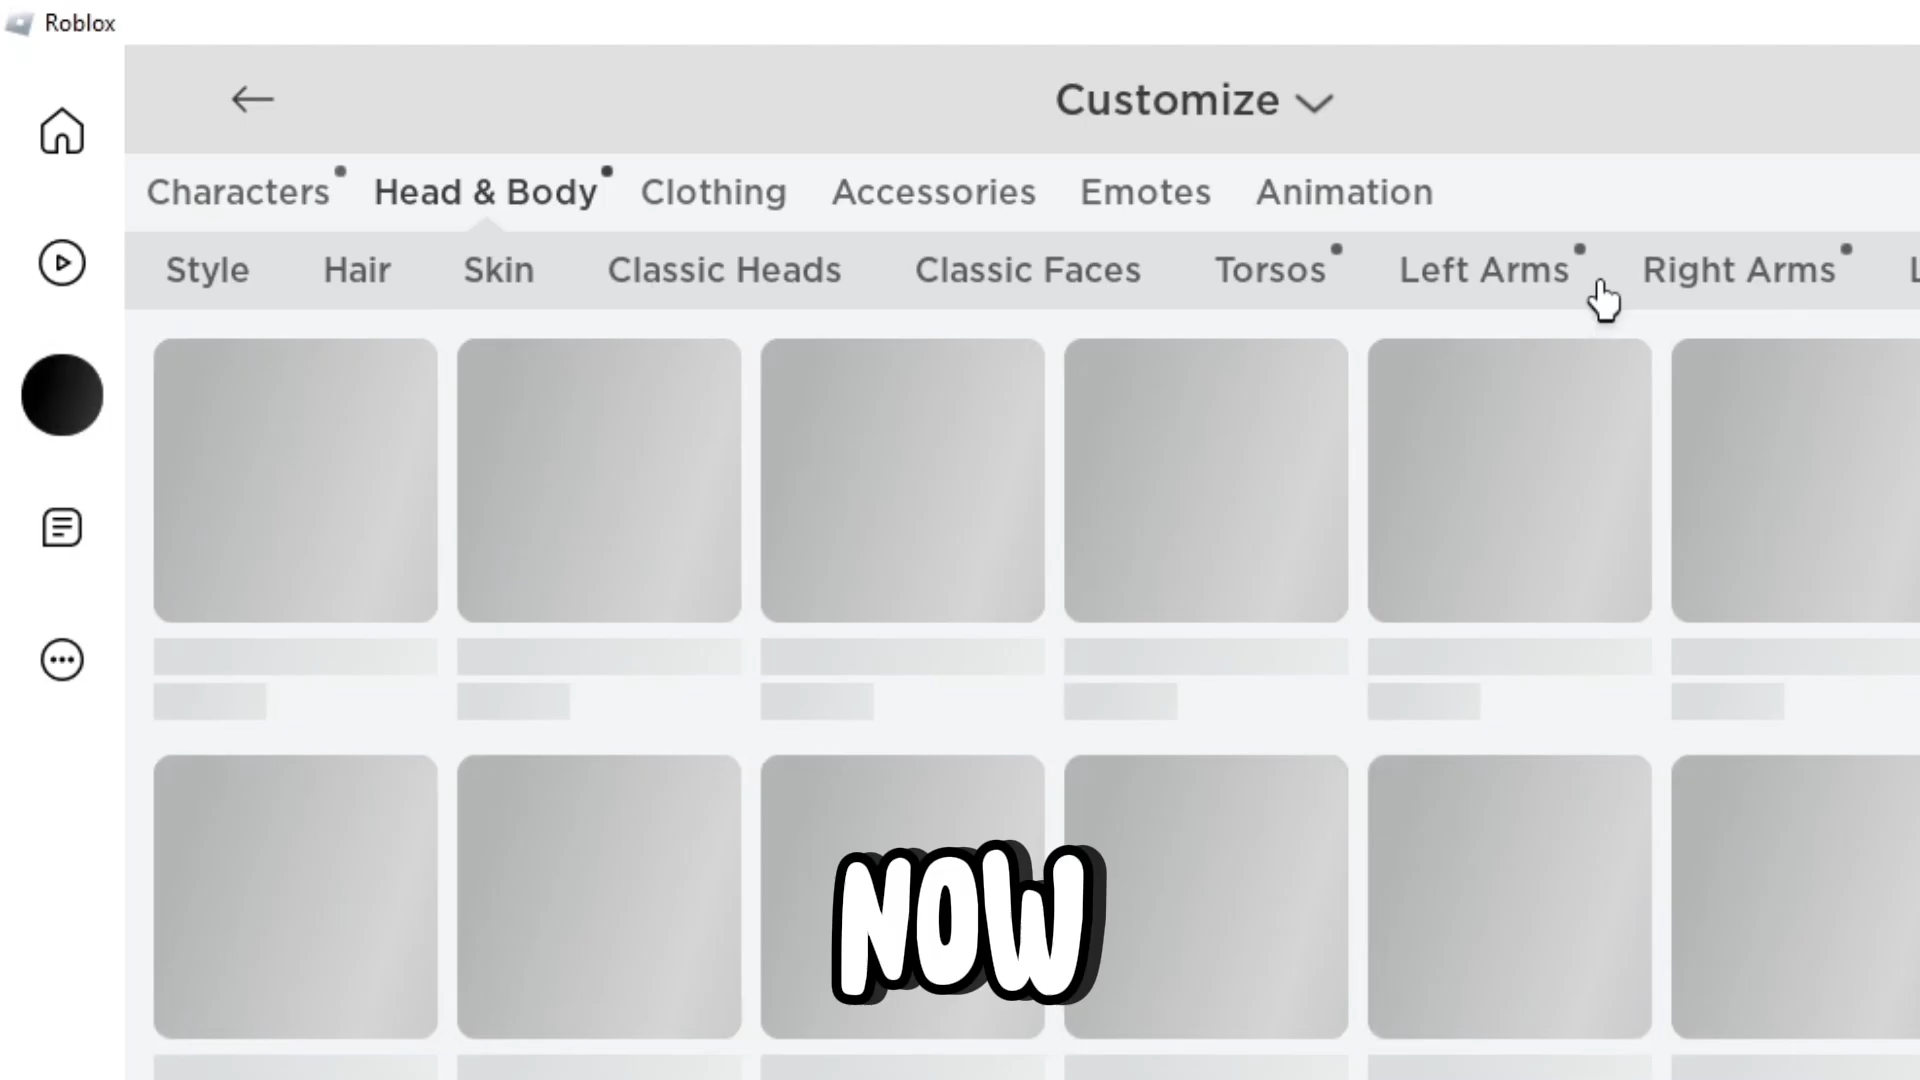 Roblox
Customize
Characters Head & Body Clothing Accessories Emotes Animation
Style Hair Skin Classic Heads Classic Faces Torsos Left Arms Right Arms L
NOW